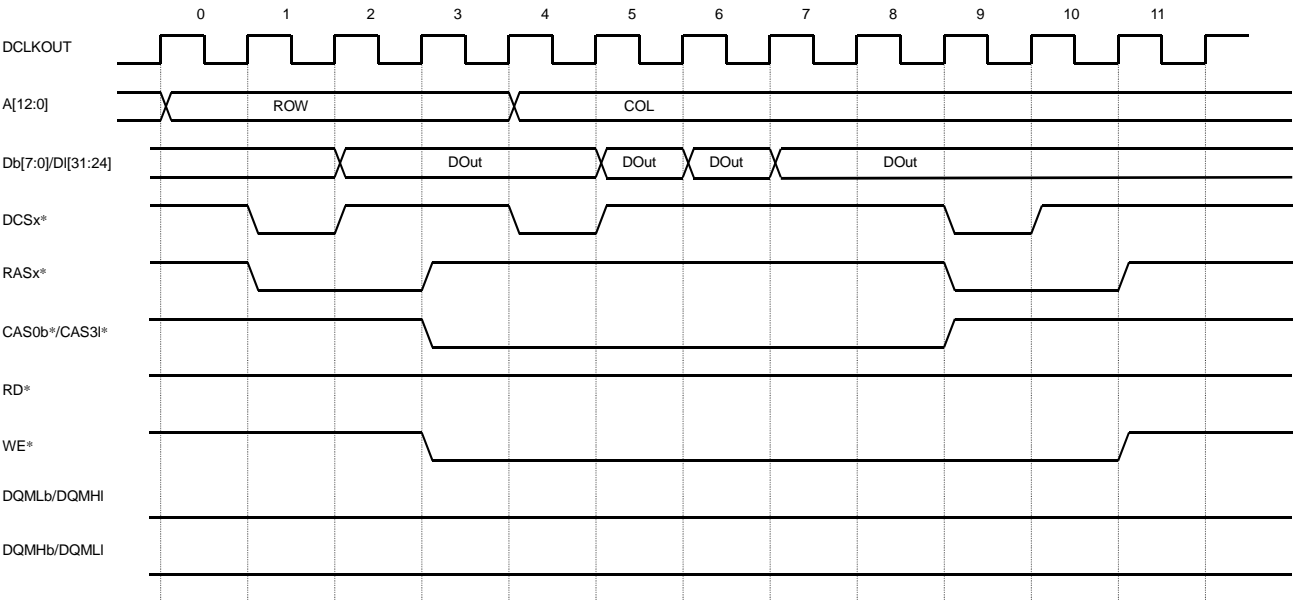 0 1 2 3 4 5 6 7 8 9 10 11
DCLKOUT
A[12:0] ROW COL
Db[7:0]/Dl[31:24] DOut DOut DOut DOut
DCSx*
RASx*
CAS0b*/CAS3l*
RD*
WE*
DQMLb/DQMHl
DQMHb/DQMLl